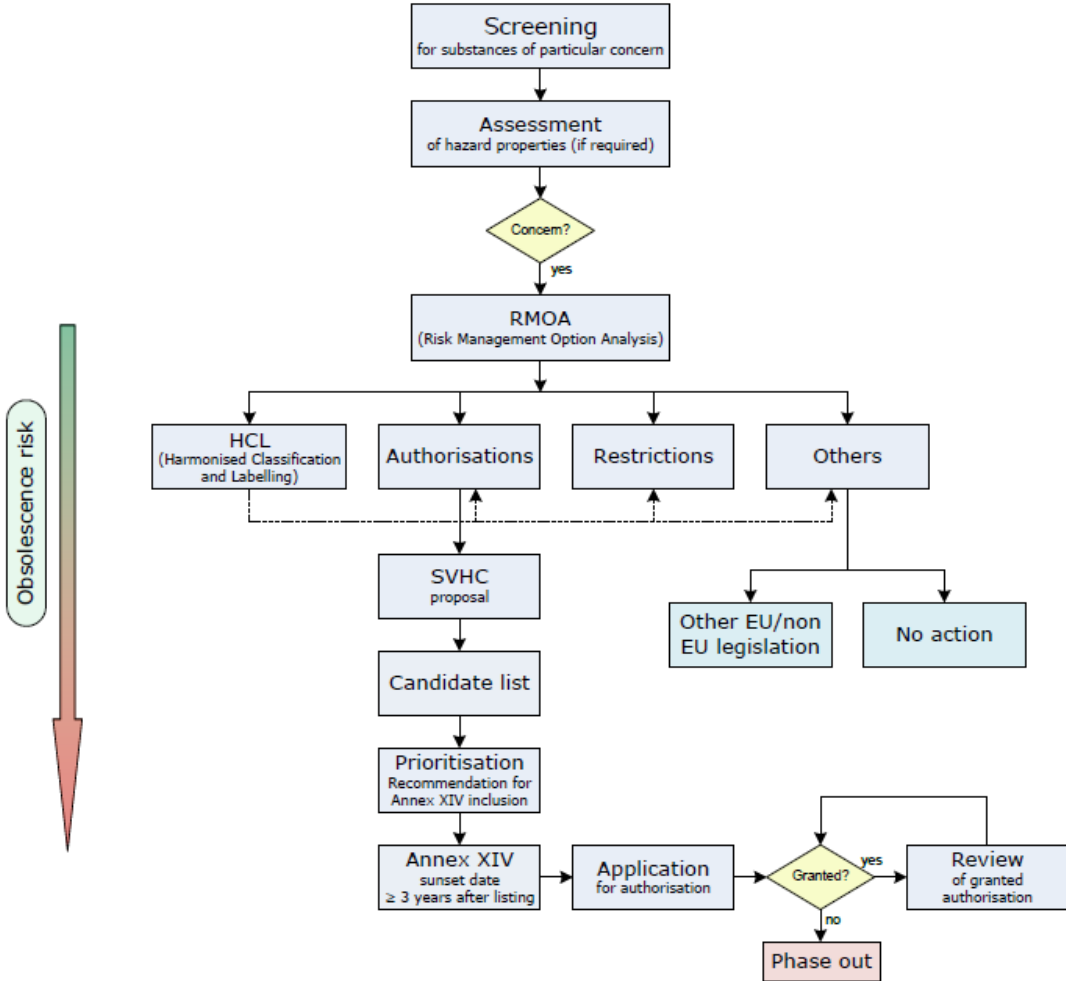 Screening
for substances of particular concern
Assessment
of hazard properties (if required)
Concern?
yes
RMOA
(Risk Management Option Analysis)
Obsolescence risk
HCL
(Harmonised Classification
and Labelling)
Authorisations
Restrictions
Others
SVHC
proposal
Other EU/non
EU legislation
No action
Candidate list
Prioritisation
Recommendation for
Annex XIV inclusion
Annex XIV
sunset date
≥ 3 years after listing
Application
for authorisation
Granted?
yes
Review
of granted
authorisation
no
Phase out